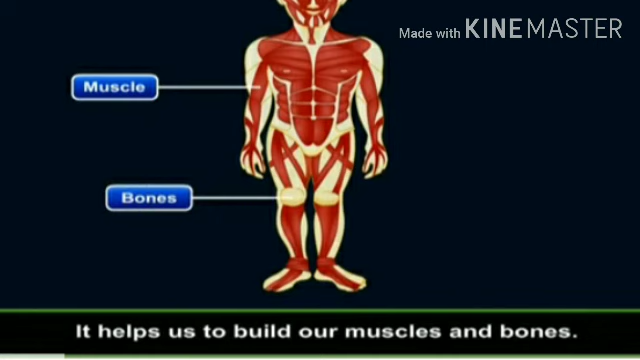 Made with KINEMASTER
Muscle
Bones
It helps us to build our muscles and bones.